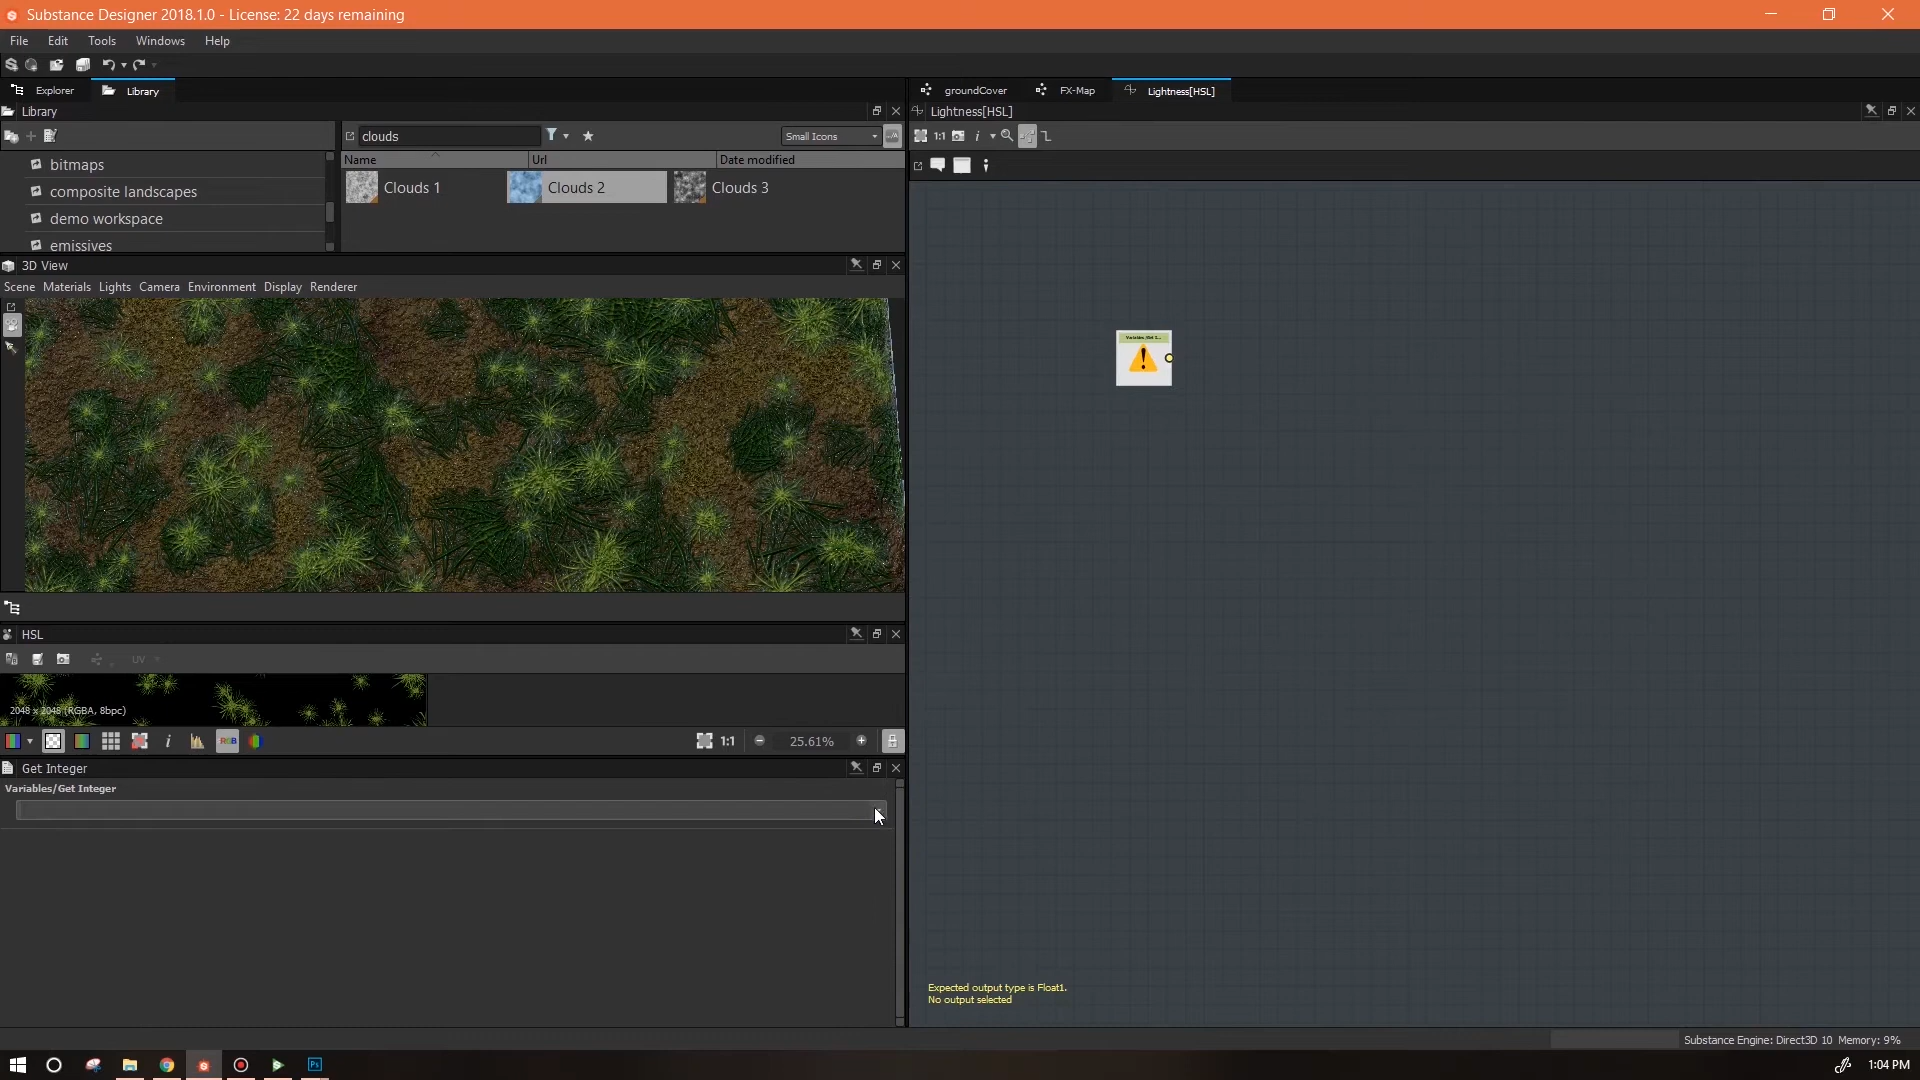 Substance Designer 2018.1.0 - License: 22 days remaining
File Edit Tools Windows Help
Explorer Library
Library
clouds Small Icons
Name Url Date modified
Clouds 1 Clouds 2 Clouds 3
bitmaps
composite landscapes
demo workspace
emissives
3D View
Scene Materials Lights Camera Environment Display Renderer
HSL
UV
2048 x 2048 (RGBA, 8bpc)
RGB 1:1 25.61%
Get Integer
Variables/Get Integer
groundCover FX-Map Lightness[HSL]
Lightness[HSL]
1:1
Expected output type is Float1.
No output selected
Substance Engine: Direct3D 10 Memory: 9%
Ps
1:04 PM